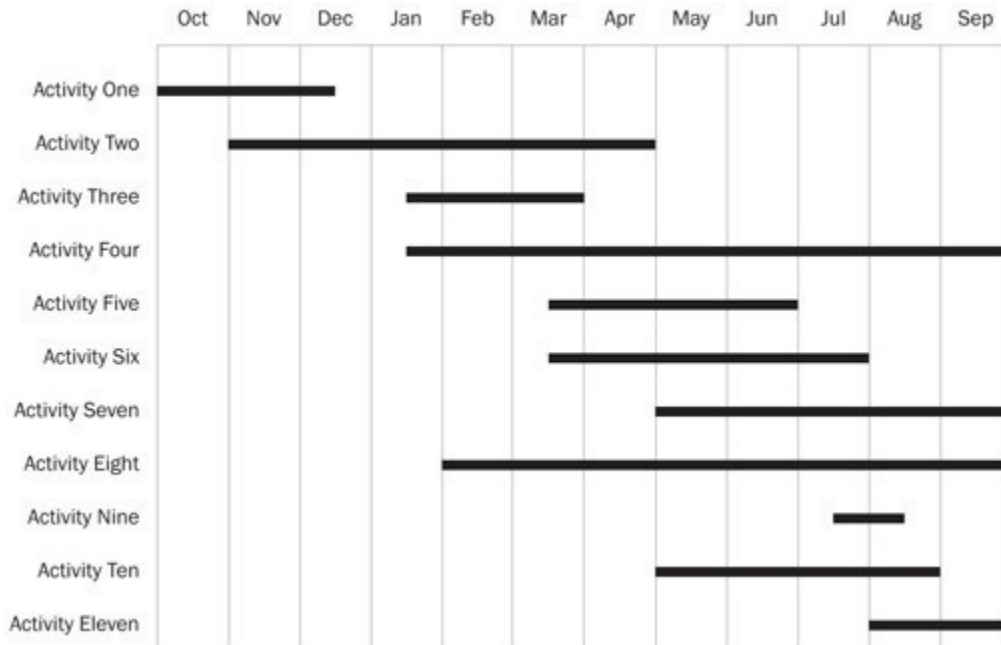 Oct Nov Dec Jan Feb Mar Apr May Jun Jul Aug Sep
Activity One
Activity Two
Activity Three
Activity Four
Activity Five
Activity Six
Activity Seven
Activity Eight
Activity Nine
Activity Ten
Activity Eleven